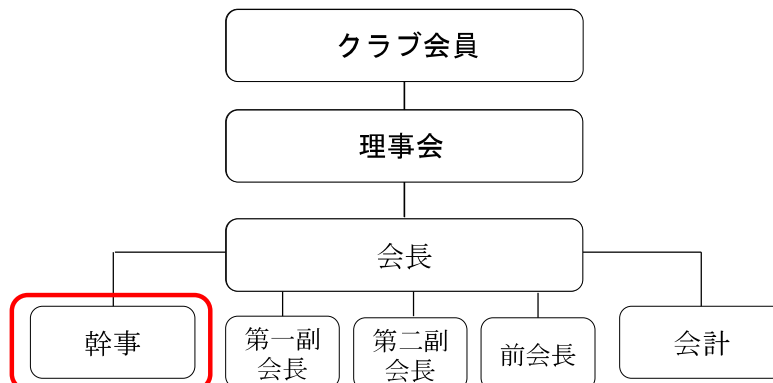 クラブ会員
理事会
会長
幹事
第一副
会長
第二副
会長
前会長
会計